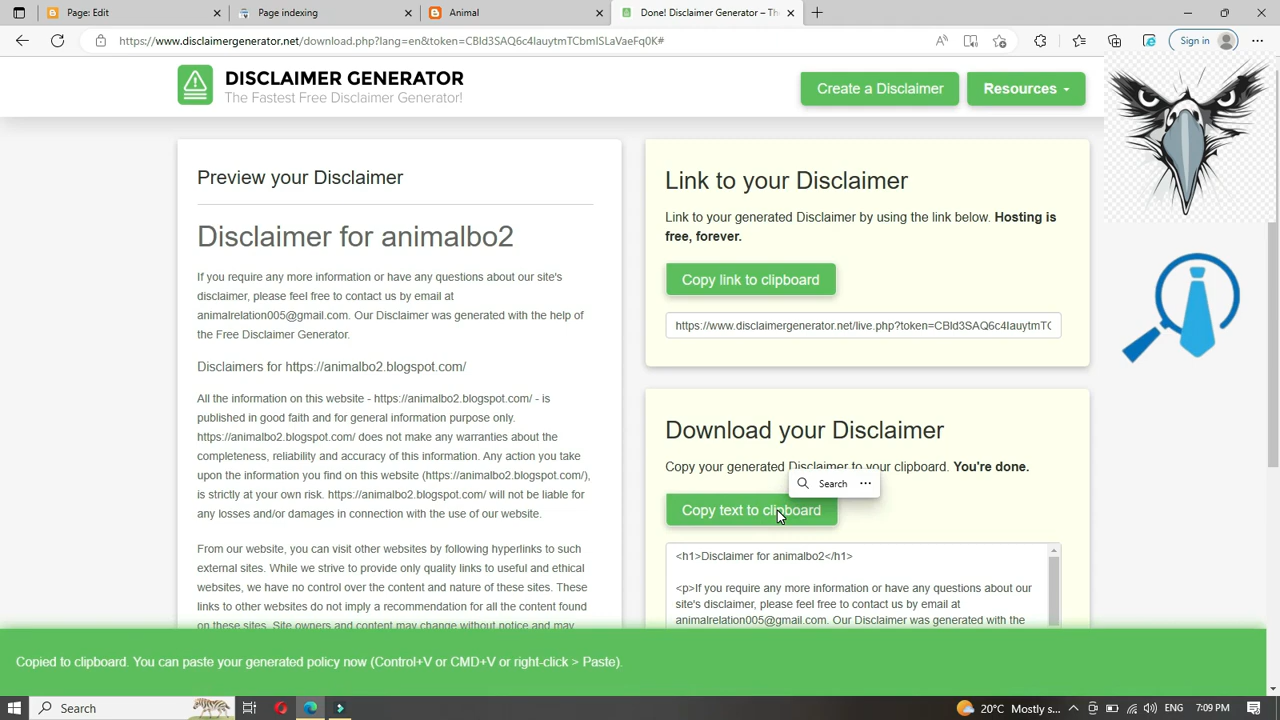 Page: Edit
Page indexing
Animal
Done! Disclaimer Generator – The
https://www.disclaimergenerator.net/download.php?lang=en&token=CBld3SAQ6c4IauytmTCbmISLaVaeFq0K#
Sign in
DISCLAIMER GENERATOR
The Fastest Free Disclaimer Generator!
Create a Disclaimer
Resources
Preview your Disclaimer
Disclaimer for animalbo2
If you require any more information or have any questions about our site's
disclaimer, please feel free to contact us by email at
animalrelation005@gmail.com. Our Disclaimer was generated with the help of
the Free Disclaimer Generator.
Disclaimers for https://animalbo2.blogspot.com/
All the information on this website - https://animalbo2.blogspot.com/ - is
published in good faith and for general information purpose only.
https://animalbo2.blogspot.com/ does not make any warranties about the
completeness, reliability and accuracy of this information. Any action you take
upon the information you find on this website (https://animalbo2.blogspot.com/),
is strictly at your own risk. https://animalbo2.blogspot.com/ will not be liable for
any losses and/or damages in connection with the use of our website.
From our website, you can visit other websites by following hyperlinks to such
external sites. While we strive to provide only quality links to useful and ethical
websites, we have no control over the content and nature of these sites. These
links to other websites do not imply a recommendation for all the content found
on these sites. Site owners and content may change without notice and may
Link to your Disclaimer
Link to your generated Disclaimer by using the link below. Hosting is
free, forever.
Copy link to clipboard
https://www.disclaimergenerator.net/live.php?token=CBld3SAQ6c4IauytmTC
Download your Disclaimer
Copy your generated Disclaimer to your clipboard. You're done.
Search
Copy text to clipboard
<h1>Disclaimer for animalbo2</h1>
<p>If you require any more information or have any questions about our
site's disclaimer, please feel free to contact us by email at
animalrelation005@gmail.com. Our Disclaimer was generated with the
Copied to clipboard. You can paste your generated policy now (Control+V or CMD+V or right-click > Paste).
Search
20°C Mostly s...
ENG
7:09 PM